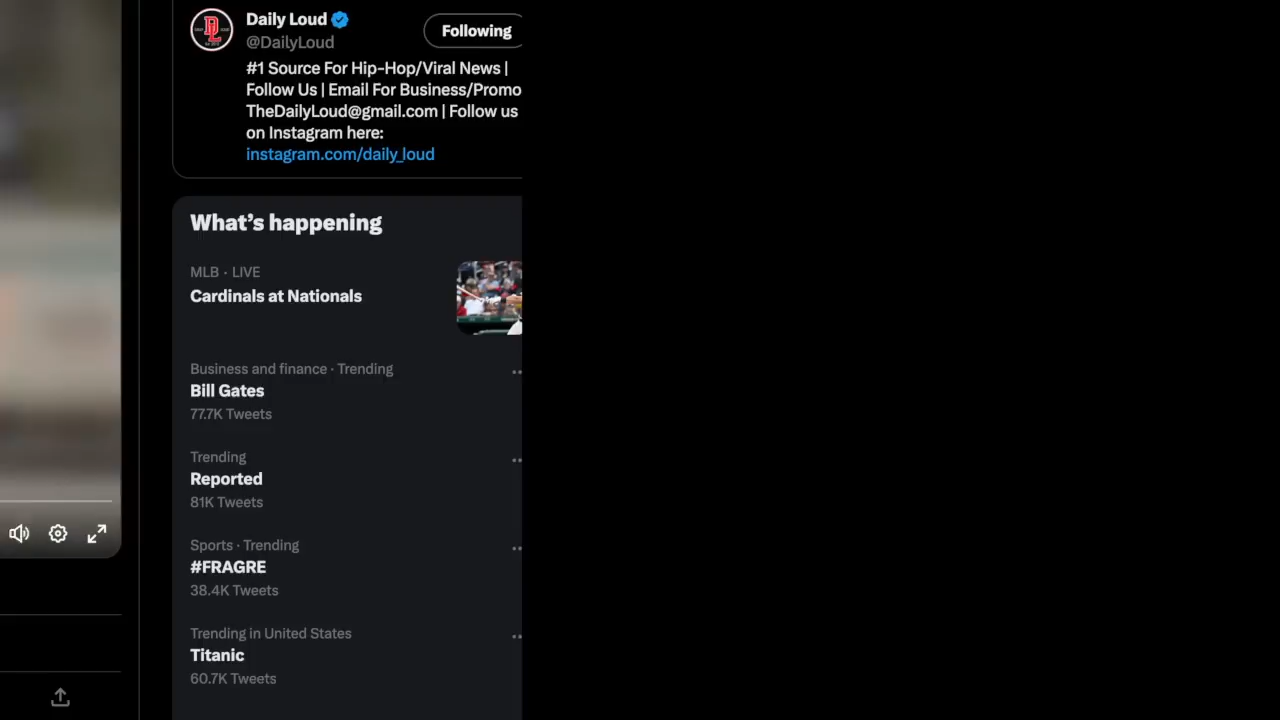 Daily Loud
@DailyLoud
Following
#1 Source For Hip-Hop/Viral News |
Follow Us | Email For Business/Promo
TheDailyLoud@gmail.com | Follow us
on Instagram here:
instagram.com/daily_loud
What's happening
MLB · LIVE
Cardinals at Nationals
Business and finance · Trending
Bill Gates
77.7K Tweets
Trending
Reported
81K Tweets
Sports · Trending
#FRAGRE
38.4K Tweets
Trending in United States
Titanic
60.7K Tweets